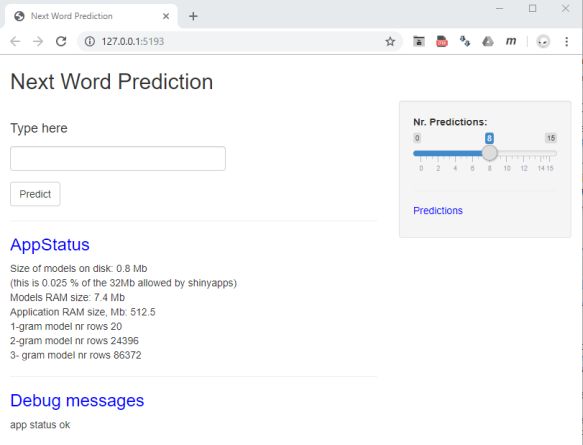 Next Word Prediction
127.0.0.1:5193
Next Word Prediction
Type here
Predict
Nr. Predictions:
0 8 15
0 2 4 6 8 10 12 14 15
Predictions
AppStatus
Size of models on disk: 0.8 Mb
(this is 0.025 % of the 32Mb allowed by shinyapps)
Models RAM size: 7.4 Mb
Application RAM size, Mb: 512.5
1-gram model nr rows 20
2-gram model nr rows 24396
3- gram model nr rows 86372
Debug messages
app status ok